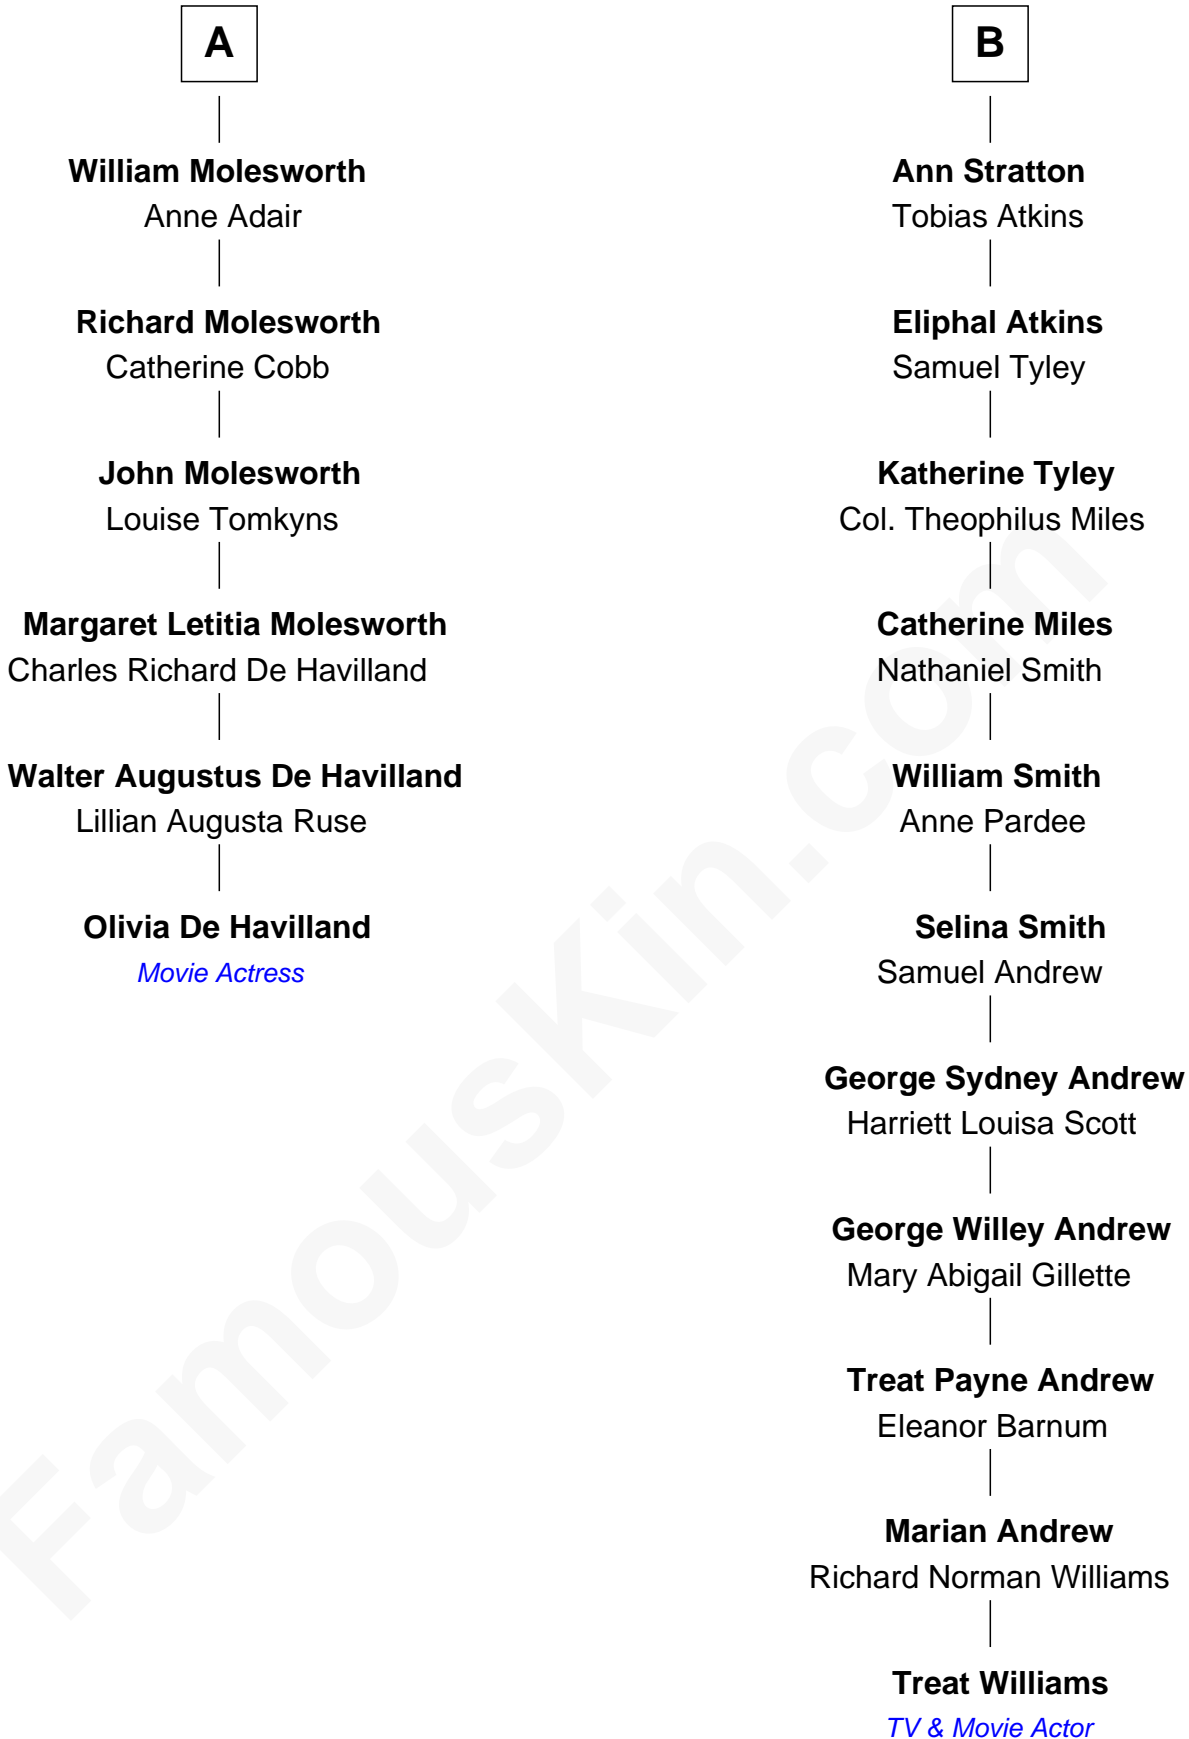 A
William Molesworth
Anne Adair
Richard Molesworth
Catherine Cobb
John Molesworth
Louise Tomkyns
Margaret Letitia Molesworth
Charles Richard De Havilland
Walter Augustus De Havilland
Lillian Augusta Ruse
Olivia De Havilland
Movie Actress
B
Ann Stratton
Tobias Atkins
Eliphal Atkins
Samuel Tyley
Katherine Tyley
Col. Theophilus Miles
Catherine Miles
Nathaniel Smith
William Smith
Anne Pardee
Selina Smith
Samuel Andrew
George Sydney Andrew
Harriett Louisa Scott
George Willey Andrew
Mary Abigail Gillette
Treat Payne Andrew
Eleanor Barnum
Marian Andrew
Richard Norman Williams
Treat Williams
TV & Movie Actor
FamousKin.com